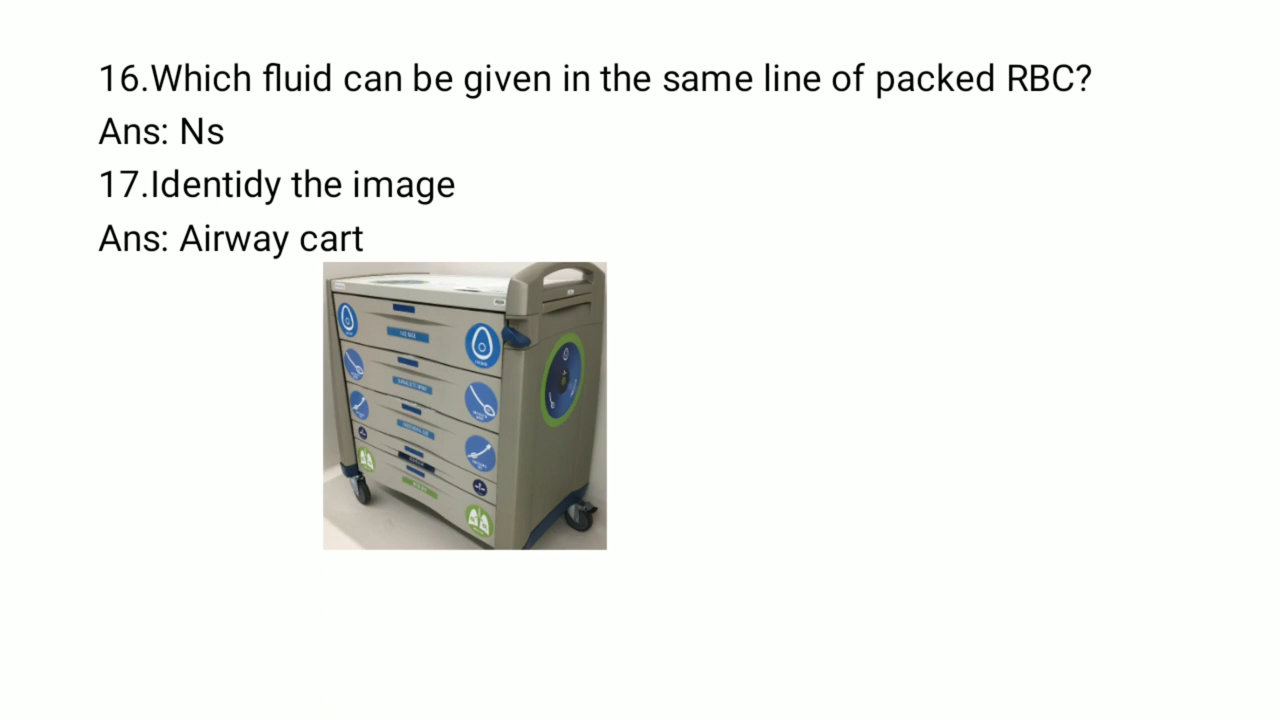 16.Which fluid can be given in the same line of packed RBC?
Ans: Ns
17.Identidy the image
Ans: Airway cart